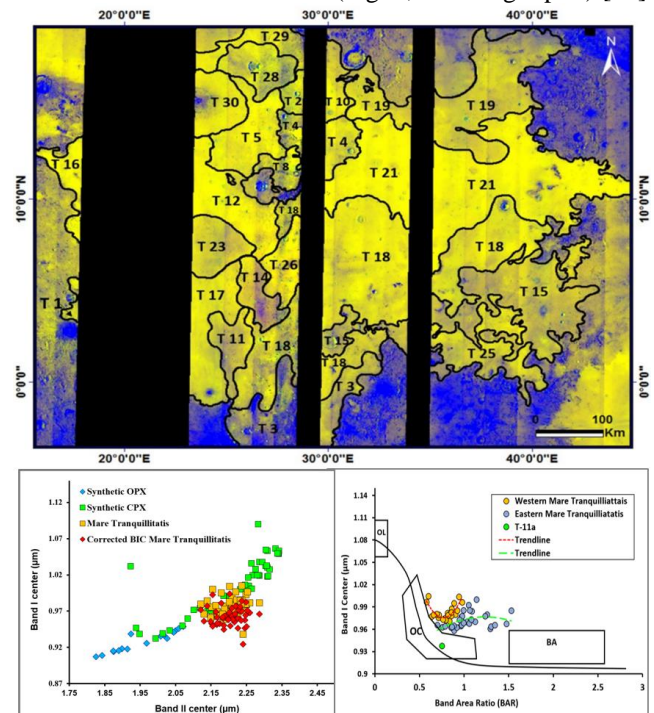 20°0'0"E 30°0'0"E 40°0'0"E
T 29
N
T 28
T 30 T 2 T 10 T 19 T 19
T 4
T 5 T 4
T 16 T 8 T 21
T 21
10°0'0"N 10°0'0"N
T 12 T 18
T 23 T 18
T 26 T 18
T 14 T 15
T 1 T 17
T 11 T 18 T 15 T 25
T 18
0°0'0" T 3 0°0'0"
T 3
0 100
Km
20°0'0"E 30°0'0"E 40°0'0"E
Synthetic OPX
Synthetic CPX
Mare Tranquillitatis
Corrected BIC Mare Tranquillitatis
Band I center (µm)
1.12
1.07
1.02
0.97
0.92
0.87
1.75 1.85 1.95 2.05 2.15 2.25 2.35 2.45
Band II center (µm)
Western Mare Tranquilliattais
Eastern Mare Tranquilliatatis
T-11a
Trendline
Trendline
Band I Center (µm)
1.14
1.11
1.08
1.05
1.02
0.99
0.96
0.93
0.9
OL
OC
BA
0 0.5 1 1.5 2 2.5 3
Band Area Ratio (BAR)